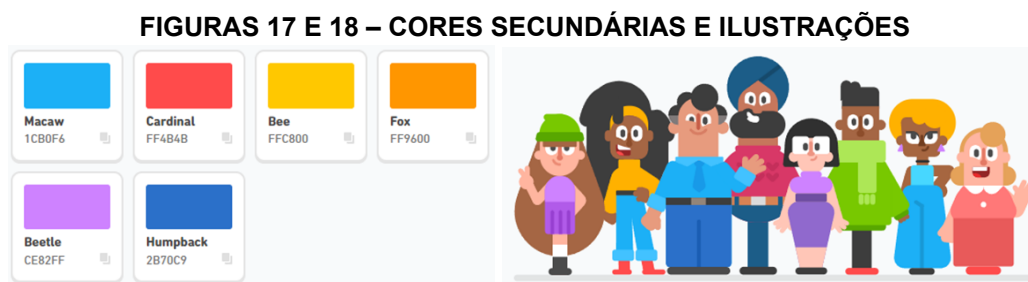 FIGURAS 17 E 18 – CORES SECUNDÁRIAS E ILUSTRAÇÕES
Macaw
1CB0F6
Cardinal
FF4B4B
Bee
FFC800
Fox
FF9600
Beetle
CE82FF
Humpback
2B70C9